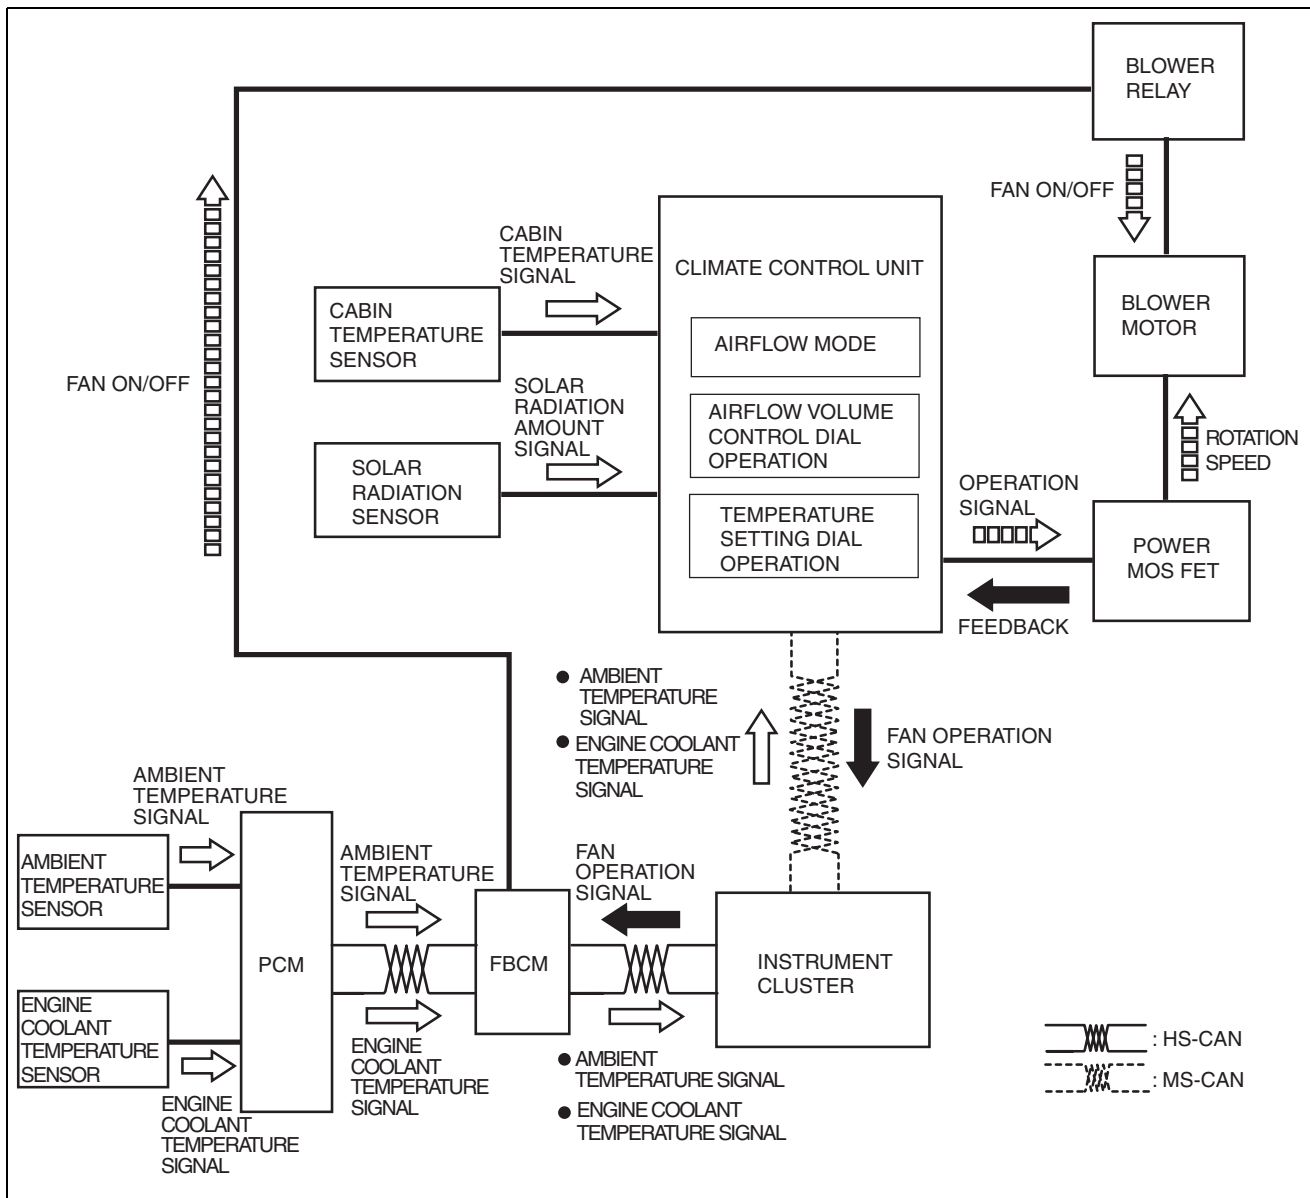 BLOWER
RELAY
FAN ON/OFF
CABIN
TEMPERATURE
SIGNAL
CLIMATE CONTROL UNIT
CABIN
TEMPERATURE
SENSOR
AIRFLOW MODE
BLOWER
MOTOR
FAN ON/OFF
SOLAR
RADIATION
AMOUNT
SIGNAL
AIRFLOW VOLUME
CONTROL DIAL
OPERATION
ROTATION
SPEED
SOLAR
RADIATION
SENSOR
OPERATION
SIGNAL
TEMPERATURE
SETTING DIAL
OPERATION
POWER
MOS FET
FEEDBACK
● AMBIENT
TEMPERATURE
SIGNAL
● ENGINE COOLANT
TEMPERATURE
SIGNAL
FAN OPERATION
SIGNAL
AMBIENT
TEMPERATURE
SIGNAL
AMBIENT
TEMPERATURE
SENSOR
PCM
AMBIENT
TEMPERATURE
SIGNAL
FAN
OPERATION
SIGNAL
FBCM
INSTRUMENT
CLUSTER
ENGINE
COOLANT
TEMPERATURE
SENSOR
ENGINE
COOLANT
TEMPERATURE
SIGNAL
ENGINE
COOLANT
TEMPERATURE
SIGNAL
● AMBIENT
TEMPERATURE SIGNAL
● ENGINE COOLANT
TEMPERATURE SIGNAL
: HS-CAN
: MS-CAN